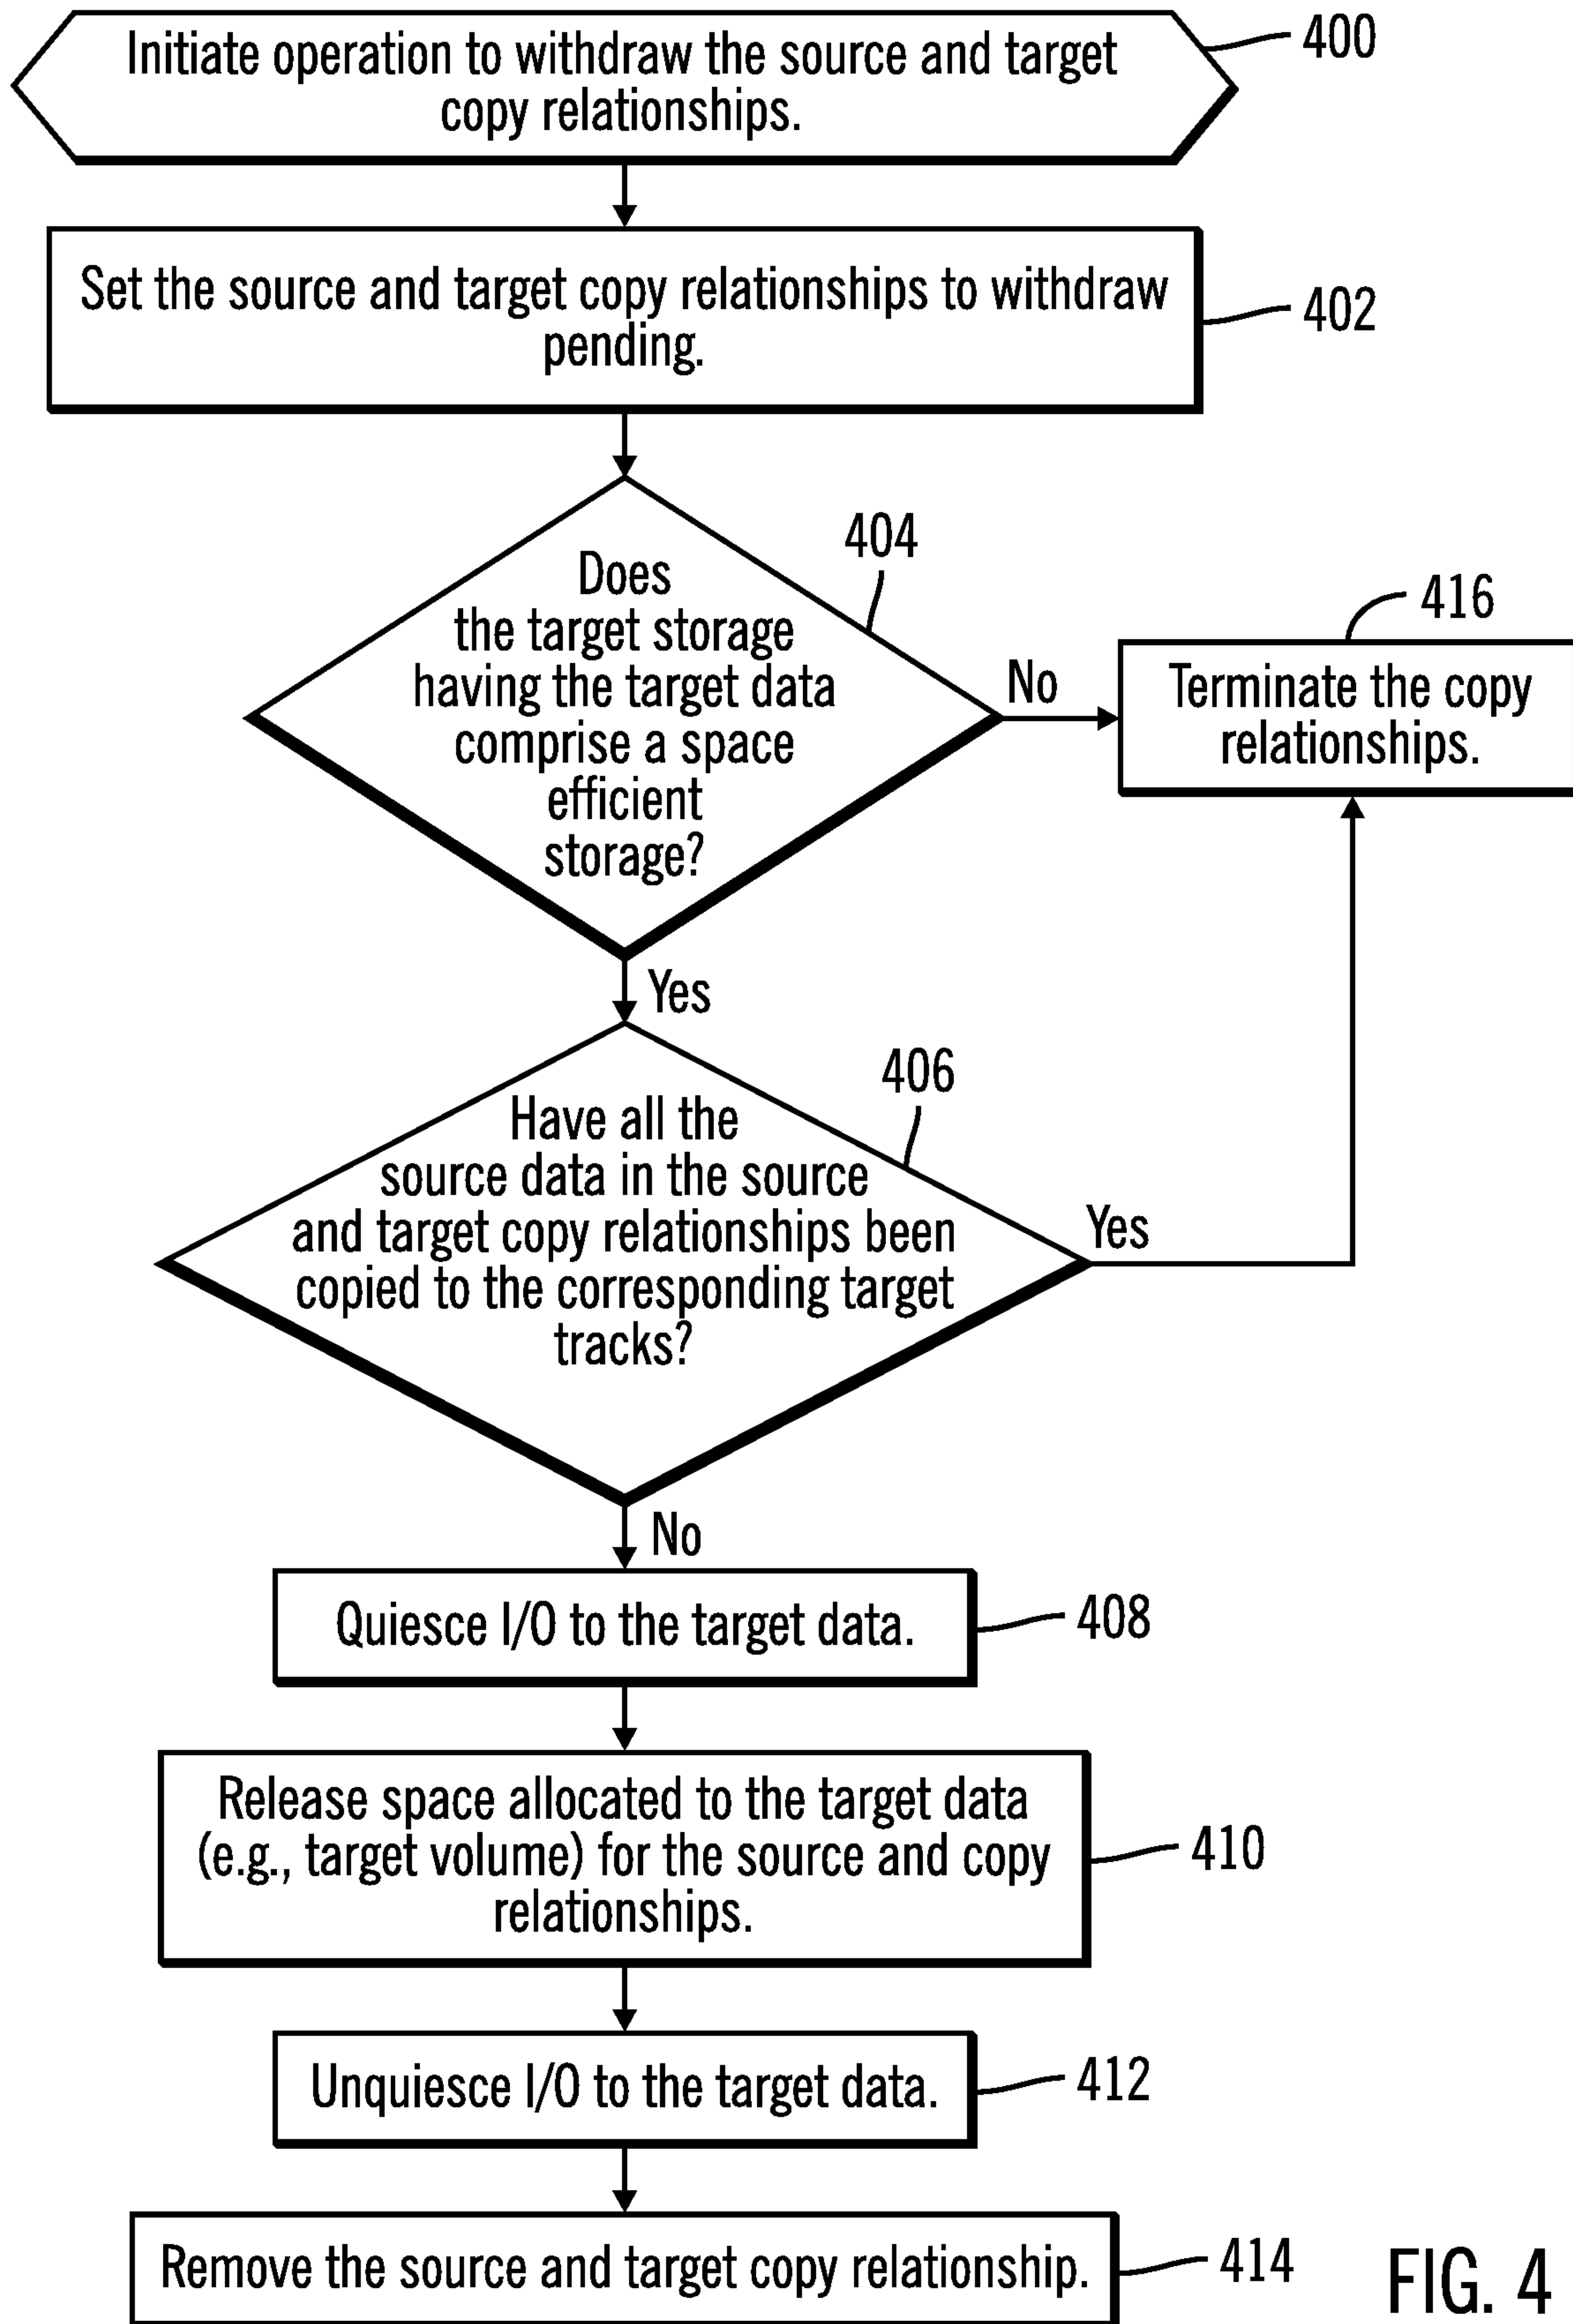 Initiate operation to withdraw the source and target
copy relationships.
400
Set the source and target copy relationships to withdraw
pending.
402
Does
the target storage
having the target data
comprise a space
efficient
storage?
404
No
416
Terminate the copy
relationships.
Yes
Have all the
source data in the source
and target copy relationships been
copied to the corresponding target
tracks?
406
Yes
No
Quiesce I/O to the target data.
408
Release space allocated to the target data
(e.g., target volume) for the source and copy
relationships.
410
Unquiesce I/O to the target data.
412
Remove the source and target copy relationship.
414
FIG. 4